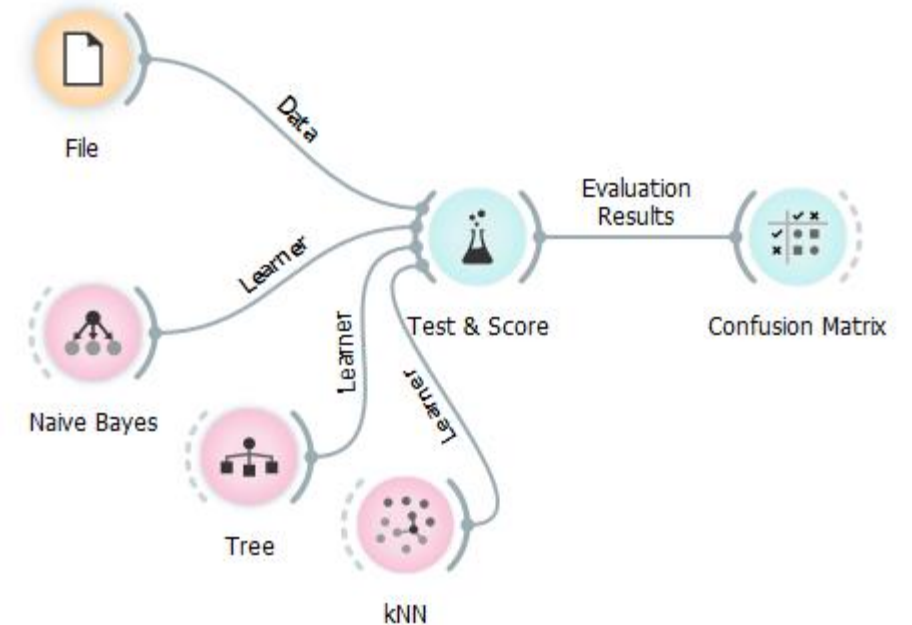 File
Data
Learner
Naive Bayes
Learner
Tree
Learner
kNN
Test & Score
Evaluation
Results
Confusion Matrix